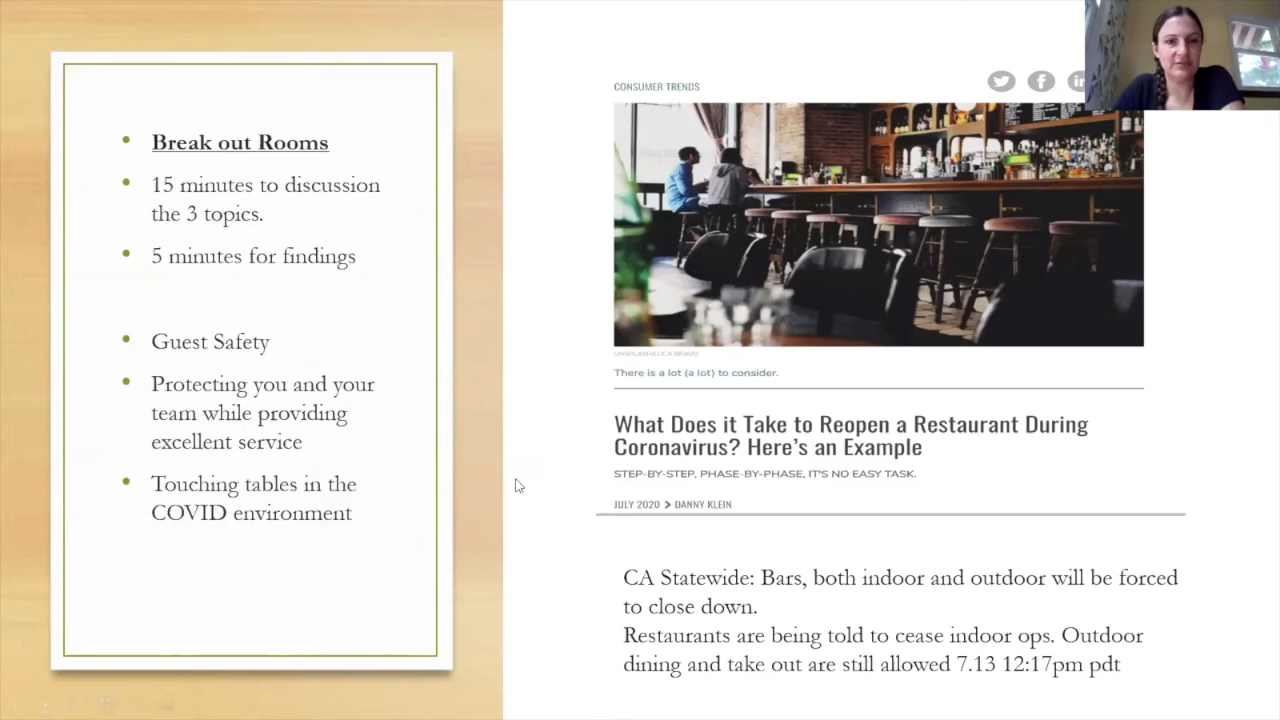 Break out Rooms
15 minutes to discussion
the 3 topics.
5 minutes for findings
Guest Safety
Protecting you and your
team while providing
excellent service
Touching tables in the
COVID environment
CONSUMER TRENDS
in
UNSPLASH/LUCA BRAVO
There is a lot (a lot) to consider.
What Does it Take to Reopen a Restaurant During
Coronavirus? Here's an Example
STEP-BY-STEP, PHASE-BY-PHASE, IT'S NO EASY TASK.
JULY 2020 > DANNY KLEIN
CA Statewide: Bars, both indoor and outdoor will be forced
to close down.
Restaurants are being told to cease indoor ops. Outdoor
dining and take out are still allowed 7.13 12:17pm pdt